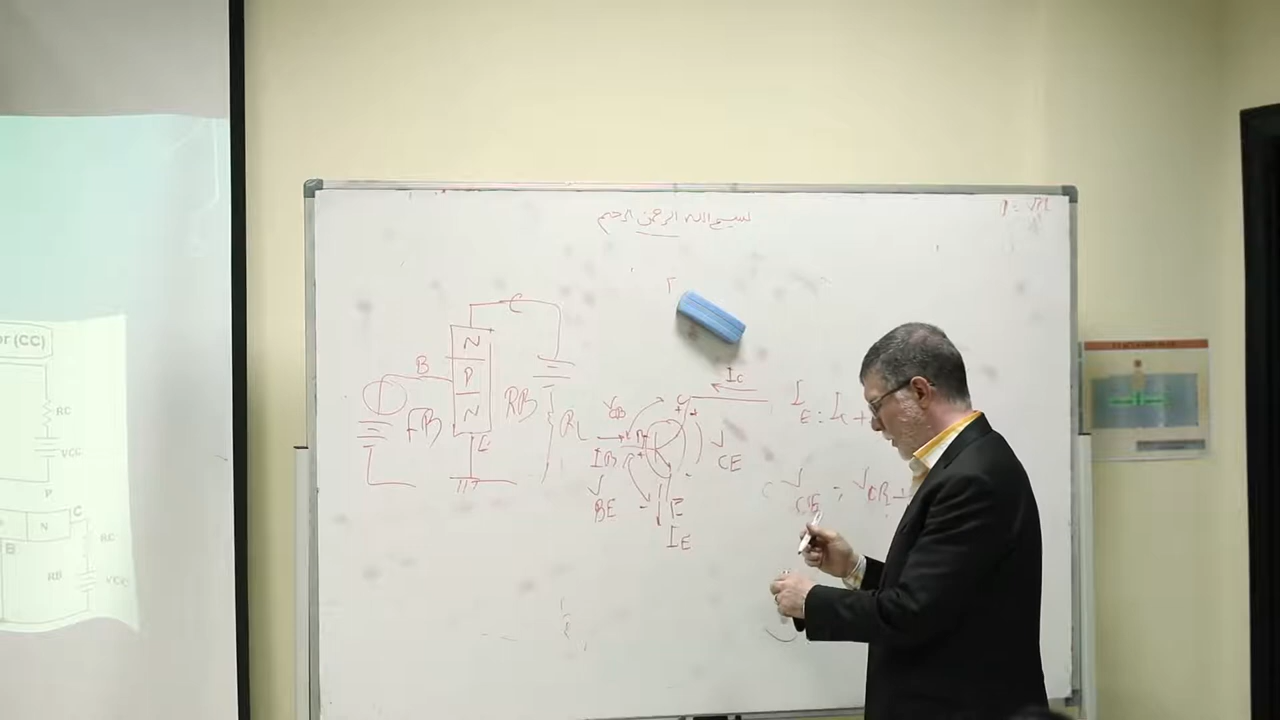 بسم الله الرحمن الرحيم
C
N
B
P
N
FB
RB
RL
E
VCB
C
IC
B
IB
VCE
VBE
E
IE
IE = IC +
VCE = VCB +
or (CC)
RC
VCC
P
N
C
B
RC
RB
VCC